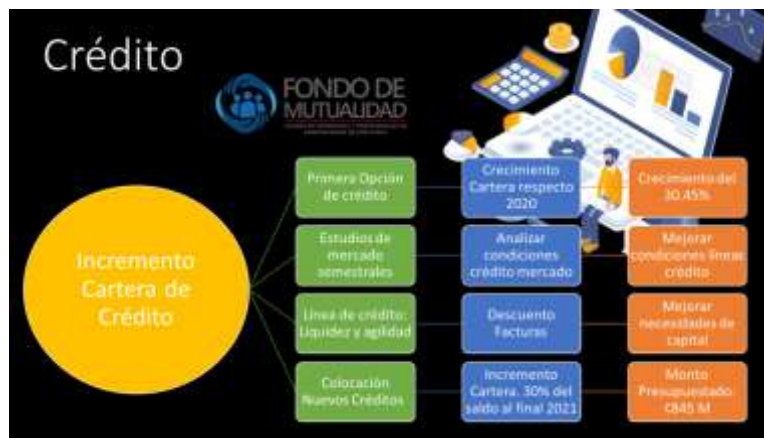 Crédito
FONDO DE
MUTUALIDAD
Incremento
Cartera de
Crédito
Primera Opción
de crédito
Crecimiento
Cartera respecto
2020
Crecimiento del
30.45%
Estudios de
mercado
semestrales
Analizar
condiciones
crédito mercado
Mejorar
condiciones líneas
crédito
Línea de crédito:
Liquidez y agilidad
Descuento
Facturas
Mejorar
necesidades de
capital
Colocación
Nuevos Créditos
Incremento
Cartera. 30% del
saldo al final 2021
Monto
Presupuestado
₡845 M